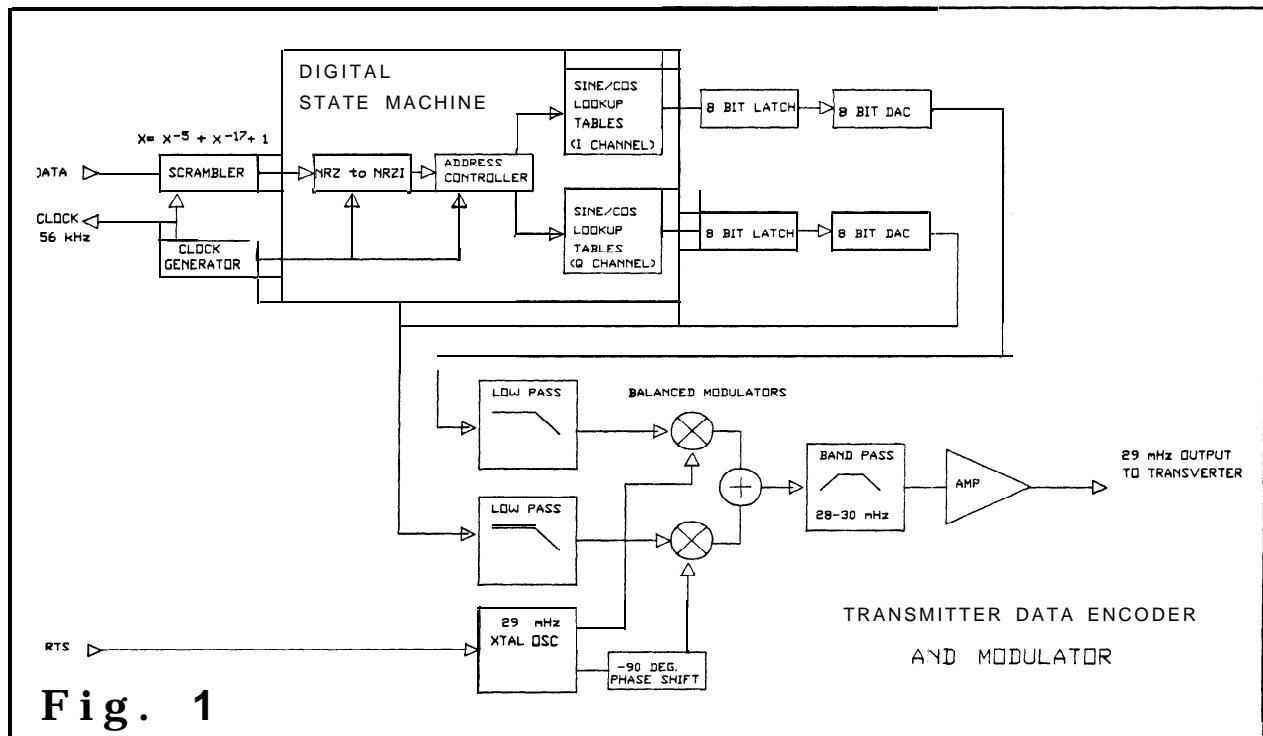 DIGITAL
STATE MACHINE
X= X⁻⁵ + X⁻¹⁷ + 1
DATA
SCRAMBLER
NRZ to NRZI
ADDRESS
CONTROLLER
SINE/COS
LOOKUP
TABLES
(I CHANNEL)
8 BIT LATCH
8 BIT DAC
CLOCK
56 kHz
CLOCK
GENERATOR
SINE/COS
LOOKUP
TABLES
(Q CHANNEL)
8 BIT LATCH
8 BIT DAC
LOW PASS
BALANCED MODULATORS
BAND PASS
28-30 mHz
AMP
29 mHz OUTPUT
TO TRANSVERTER
LOW PASS
RTS
29 mHz
XTAL OSC
-90 DEG.
PHASE SHIFT
TRANSMITTER DATA ENCODER
AND MODULATOR
Fig. 1